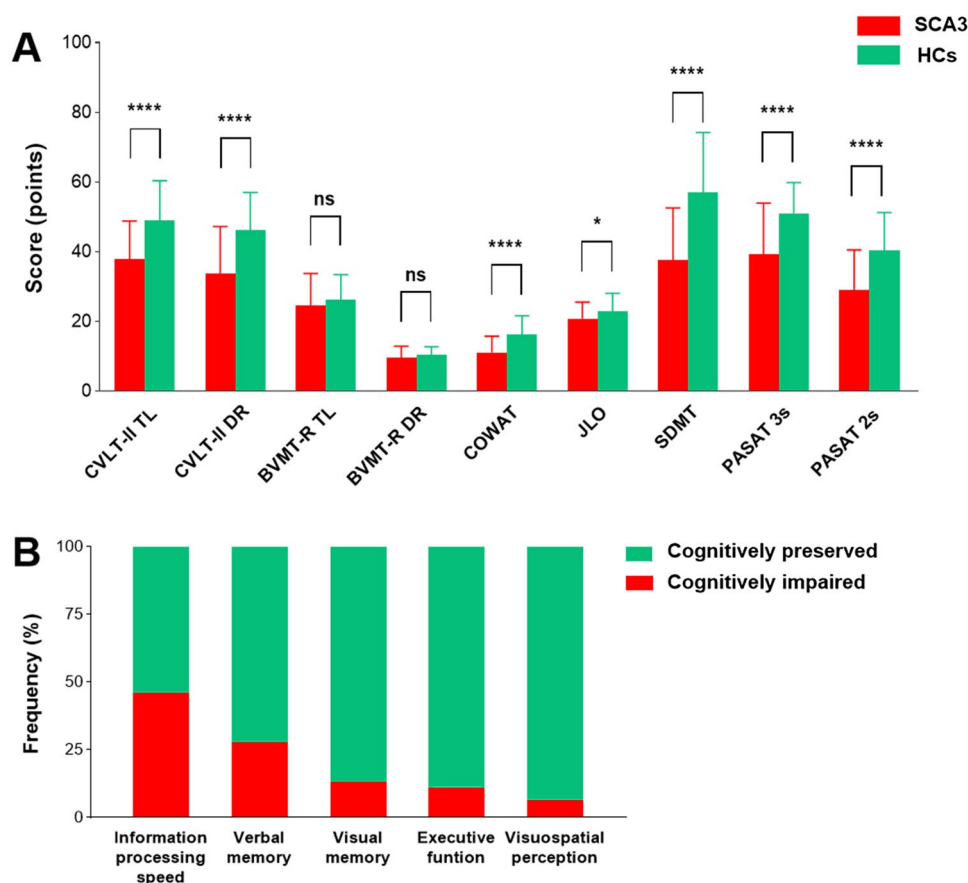 A
SCA3
HCs
Score (points)
100
80
60
40
20
0
****
****
ns
ns
****
*
****
****
****
CVLT-II TL
CVLT-II DR
BVMT-R TL
BVMT-R DR
COWAT
JLO
SDMT
PASAT 3s
PASAT 2s
B
Cognitively preserved
Cognitively impaired
Frequency (%)
100
75
50
25
0
Information
processing
speed
Verbal
memory
Visual
memory
Executive
funtion
Visuospatial
perception